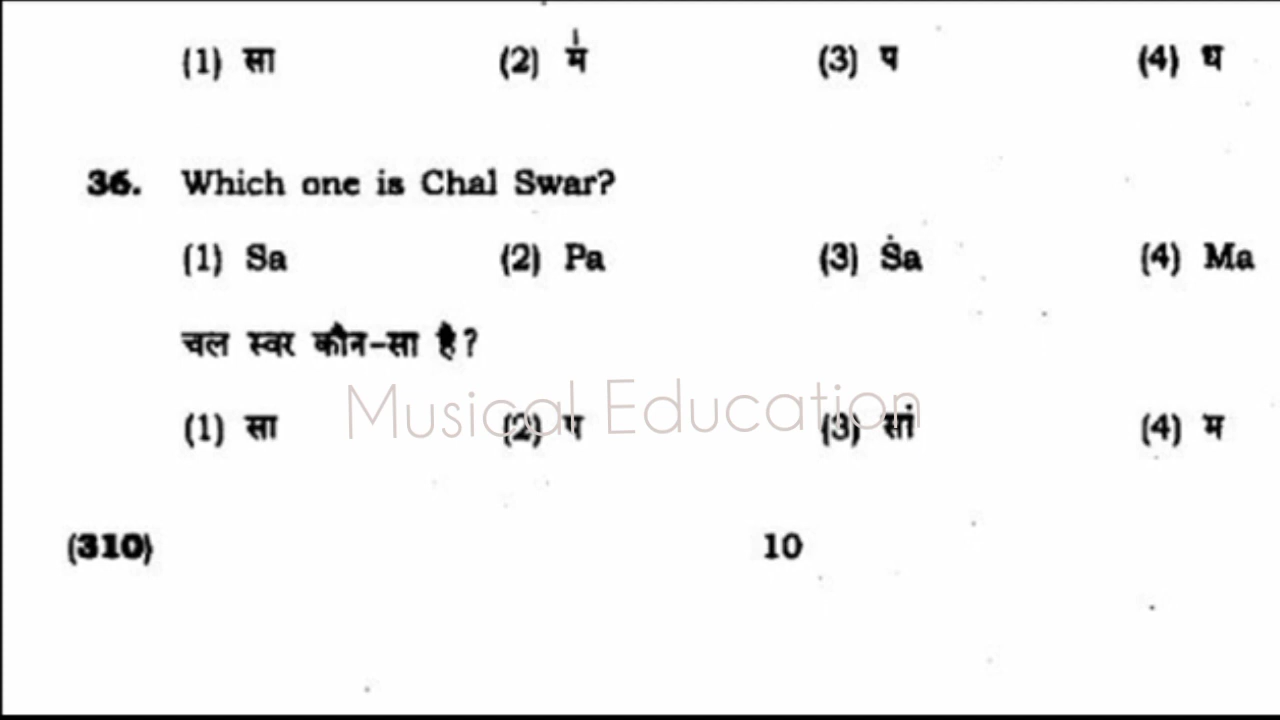 (1) सा (2) म॑ (3) प (4) ध
36. Which one is Chal Swar?
(1) Sa (2) Pa (3) Ṡa (4) Ma
चल स्वर कौन-सा है?
(1) सा (2) प (3) सां (4) म
Musical Education
(310) 10